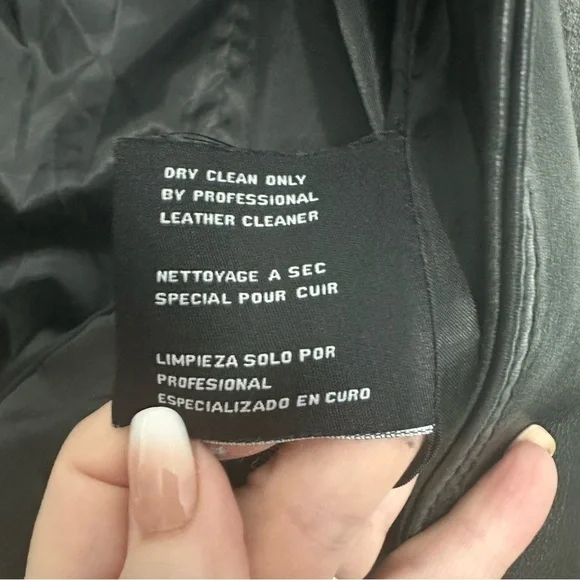 DRY CLEAN ONLY
BY PROFESSIONAL
LEATHER CLEANER
NETTOYAGE A SEC
SPECIAL POUR CUIR
LIMPIEZA SOLO POR
PROFESIONAL
ESPECIALIZADO EN CURO